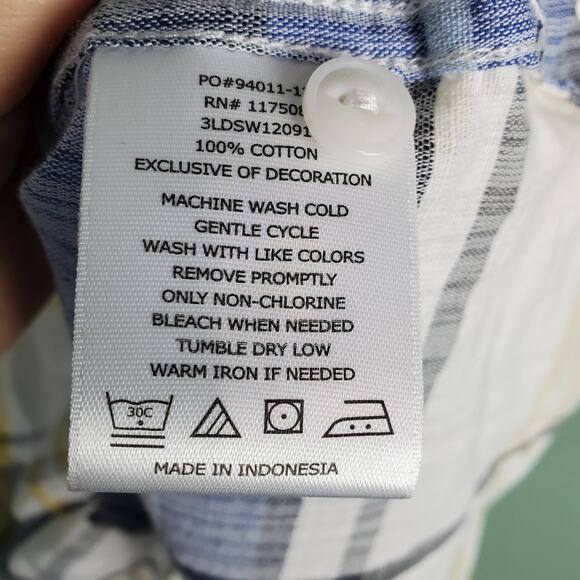 PO#94011-1
RN# 11750
3LDSW12091
100% COTTON
EXCLUSIVE OF DECORATION
MACHINE WASH COLD
GENTLE CYCLE
WASH WITH LIKE COLORS
REMOVE PROMPTLY
ONLY NON-CHLORINE
BLEACH WHEN NEEDED
TUMBLE DRY LOW
WARM IRON IF NEEDED
30C
MADE IN INDONESIA